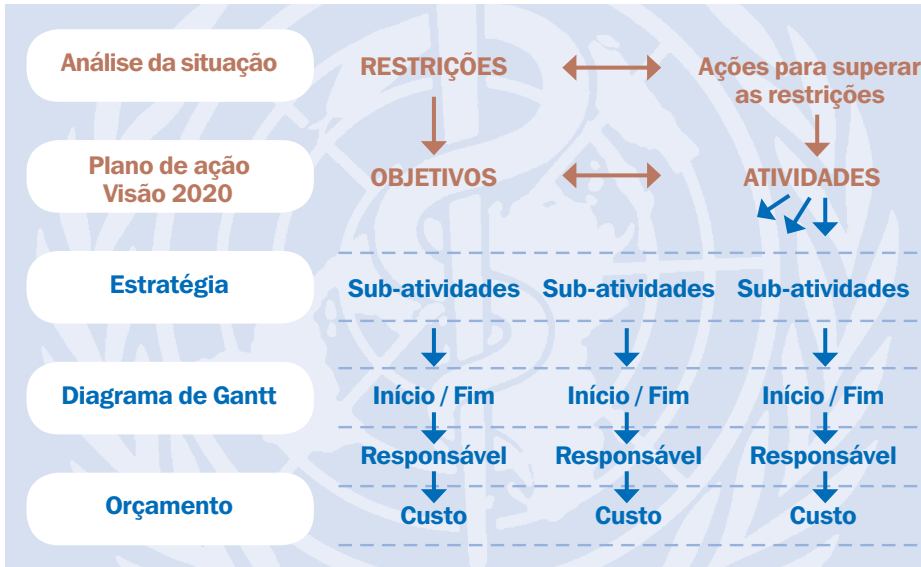 Análise da situação
RESTRIÇÕES
Ações para superar
as restrições
Plano de ação
Visão 2020
OBJETIVOS
ATIVIDADES
Estratégia
Sub-atividades
Sub-atividades
Sub-atividades
Diagrama de Gantt
Início / Fim
Início / Fim
Início / Fim
Responsável
Responsável
Responsável
Orçamento
Custo
Custo
Custo